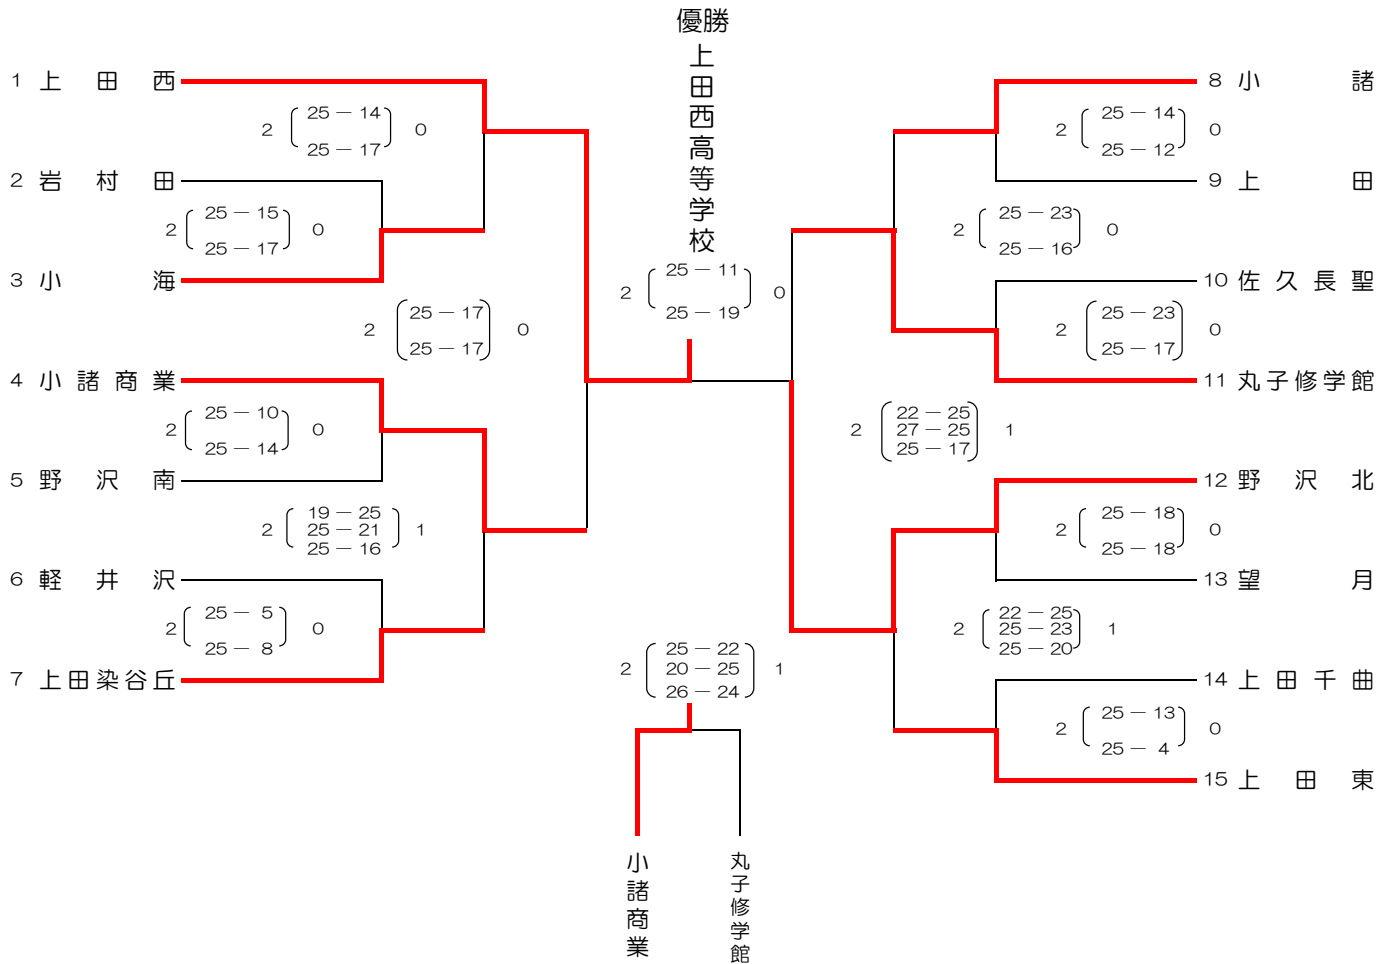 優勝
上田西高等学校
1 上田西
2 ( 25 － 14 ) 0
25 － 17
2 岩村田
2 ( 25 － 15 ) 0
25 － 17
3 小海
2 ( 25 － 17 ) 0
25 － 17
4 小諸商業
2 ( 25 － 10 ) 0
25 － 14
5 野沢南
2 ( 19 － 25 ) 1
25 － 21
25 － 16
6 軽井沢
2 ( 25 － 5 ) 0
25 － 8
7 上田染谷丘
2 ( 25 － 11 ) 0
25 － 19
8 小諸
2 ( 25 － 14 ) 0
25 － 12
9 上田
2 ( 25 － 23 ) 0
25 － 16
10 佐久長聖
2 ( 25 － 23 ) 0
25 － 17
11 丸子修学館
2 ( 22 － 25 ) 1
27 － 25
25 － 17
12 野沢北
2 ( 25 － 18 ) 0
25 － 18
13 望月
2 ( 22 － 25 ) 1
25 － 23
25 － 20
14 上田千曲
2 ( 25 － 13 ) 0
25 － 4
15 上田東
2 ( 25 － 22 ) 1
20 － 25
26 － 24
小諸商業
丸子修学館